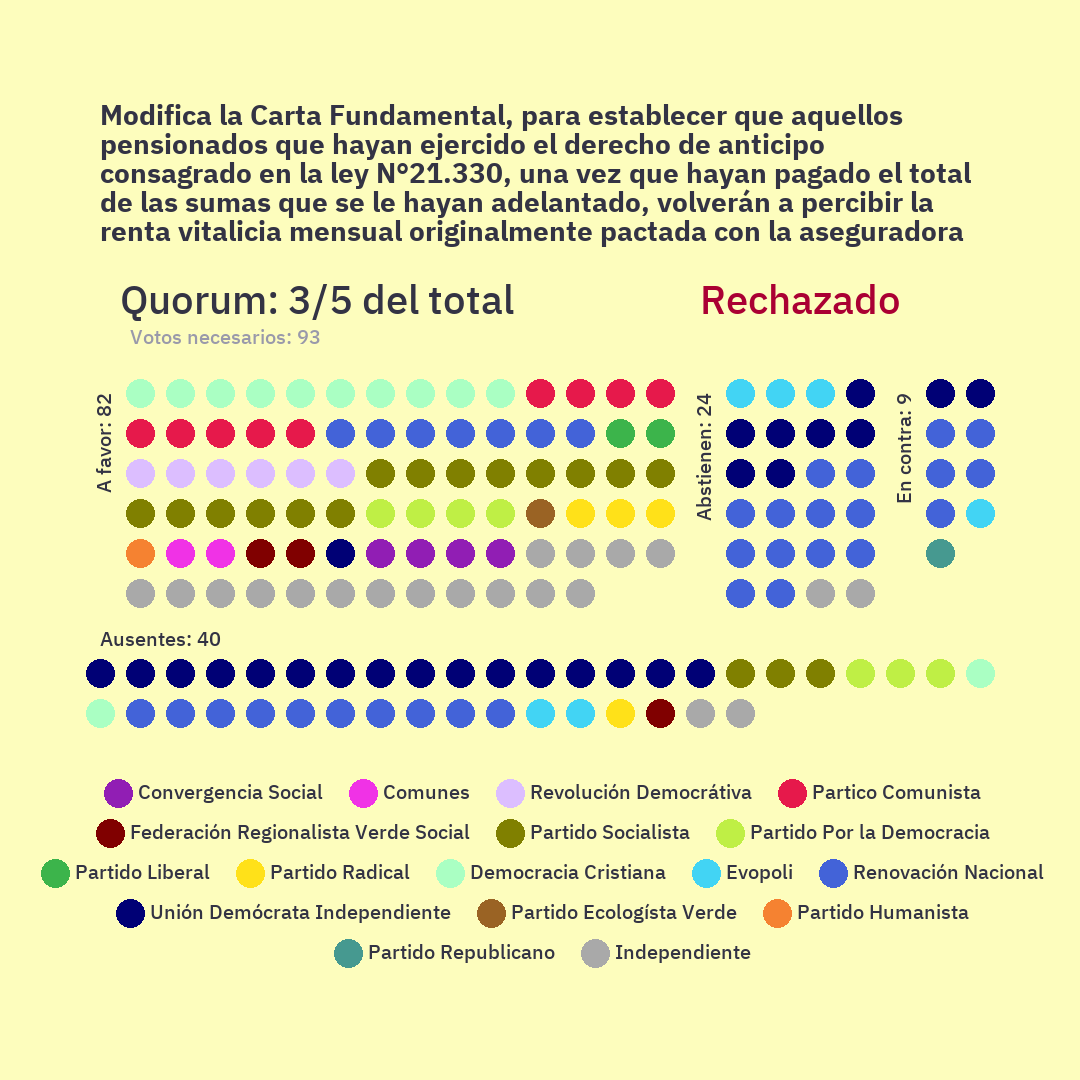 Modifica la Carta Fundamental, para establecer que aquellos
pensionados que hayan ejercido el derecho de anticipo
consagrado en la ley N°21.330, una vez que hayan pagado el total
de las sumas que se le hayan adelantado, volverán a percibir la
renta vitalicia mensual originalmente pactada con la aseguradora
Quorum: 3/5 del total
Rechazado
Votos necesarios: 93
A favor: 82
Abstienen: 24
En contra: 9
Ausentes: 40
Convergencia Social
Comunes
Revolución Democrátiva
Partico Comunista
Federación Regionalista Verde Social
Partido Socialista
Partido Por la Democracia
Partido Liberal
Partido Radical
Democracia Cristiana
Evopoli
Renovación Nacional
Unión Demócrata Independiente
Partido Ecologísta Verde
Partido Humanista
Partido Republicano
Independiente